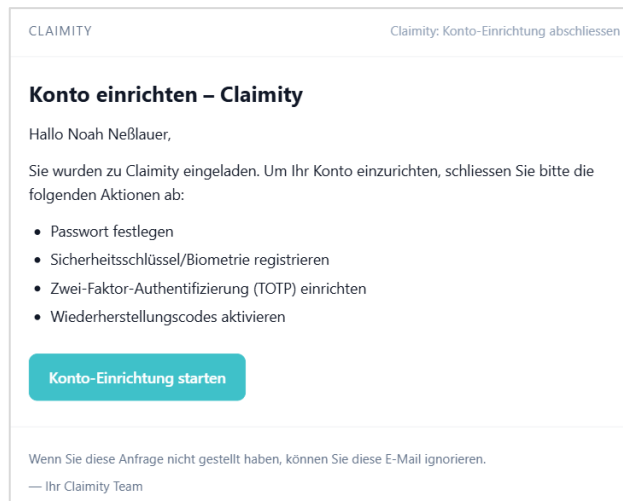 CLAIMITY
Claimity: Konto-Einrichtung abschliessen
Konto einrichten – Claimity
Hallo Noah Neßlauer,
Sie wurden zu Claimity eingeladen. Um Ihr Konto einzurichten, schliessen Sie bitte die
folgenden Aktionen ab:
• Passwort festlegen
• Sicherheitsschlüssel/Biometrie registrieren
• Zwei-Faktor-Authentifizierung (TOTP) einrichten
• Wiederherstellungscodes aktivieren
Konto-Einrichtung starten
Wenn Sie diese Anfrage nicht gestellt haben, können Sie diese E-Mail ignorieren.
— Ihr Claimity Team